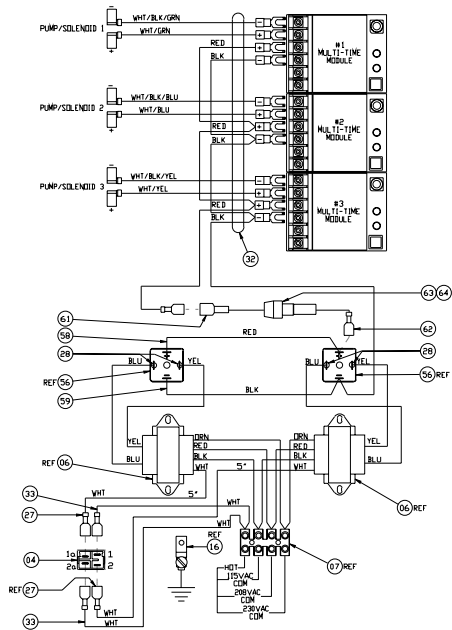 PUMP/SOLENOID 1
WHT/BLK/GRN
WHT/GRN
RED
BLK
#1
MULTI-TIME
MODULE
PUMP/SOLENOID 2
WHT/BLK/BLU
WHT/BLU
RED
BLK
#2
MULTI-TIME
MODULE
PUMP/SOLENOID 3
WHT/BLK/YEL
WHT/YEL
RED
BLK
#3
MULTI-TIME
MODULE
32
63 64
61
62
58
RED
28
28
BLU
YEL
BLU
YEL
REF 56
56 REF
59
BLK
YEL
BLU
ORN
RED
BLK
WHT
5"
YEL
BLU
REF 06
06 REF
33
WHT
5"
WHT
27
WHT
04
1a
1
2a
2
REF
16
07 REF
HOT
115VAC
COM
208VAC
COM
230VAC
COM
REF 27
WHT
33
WHT